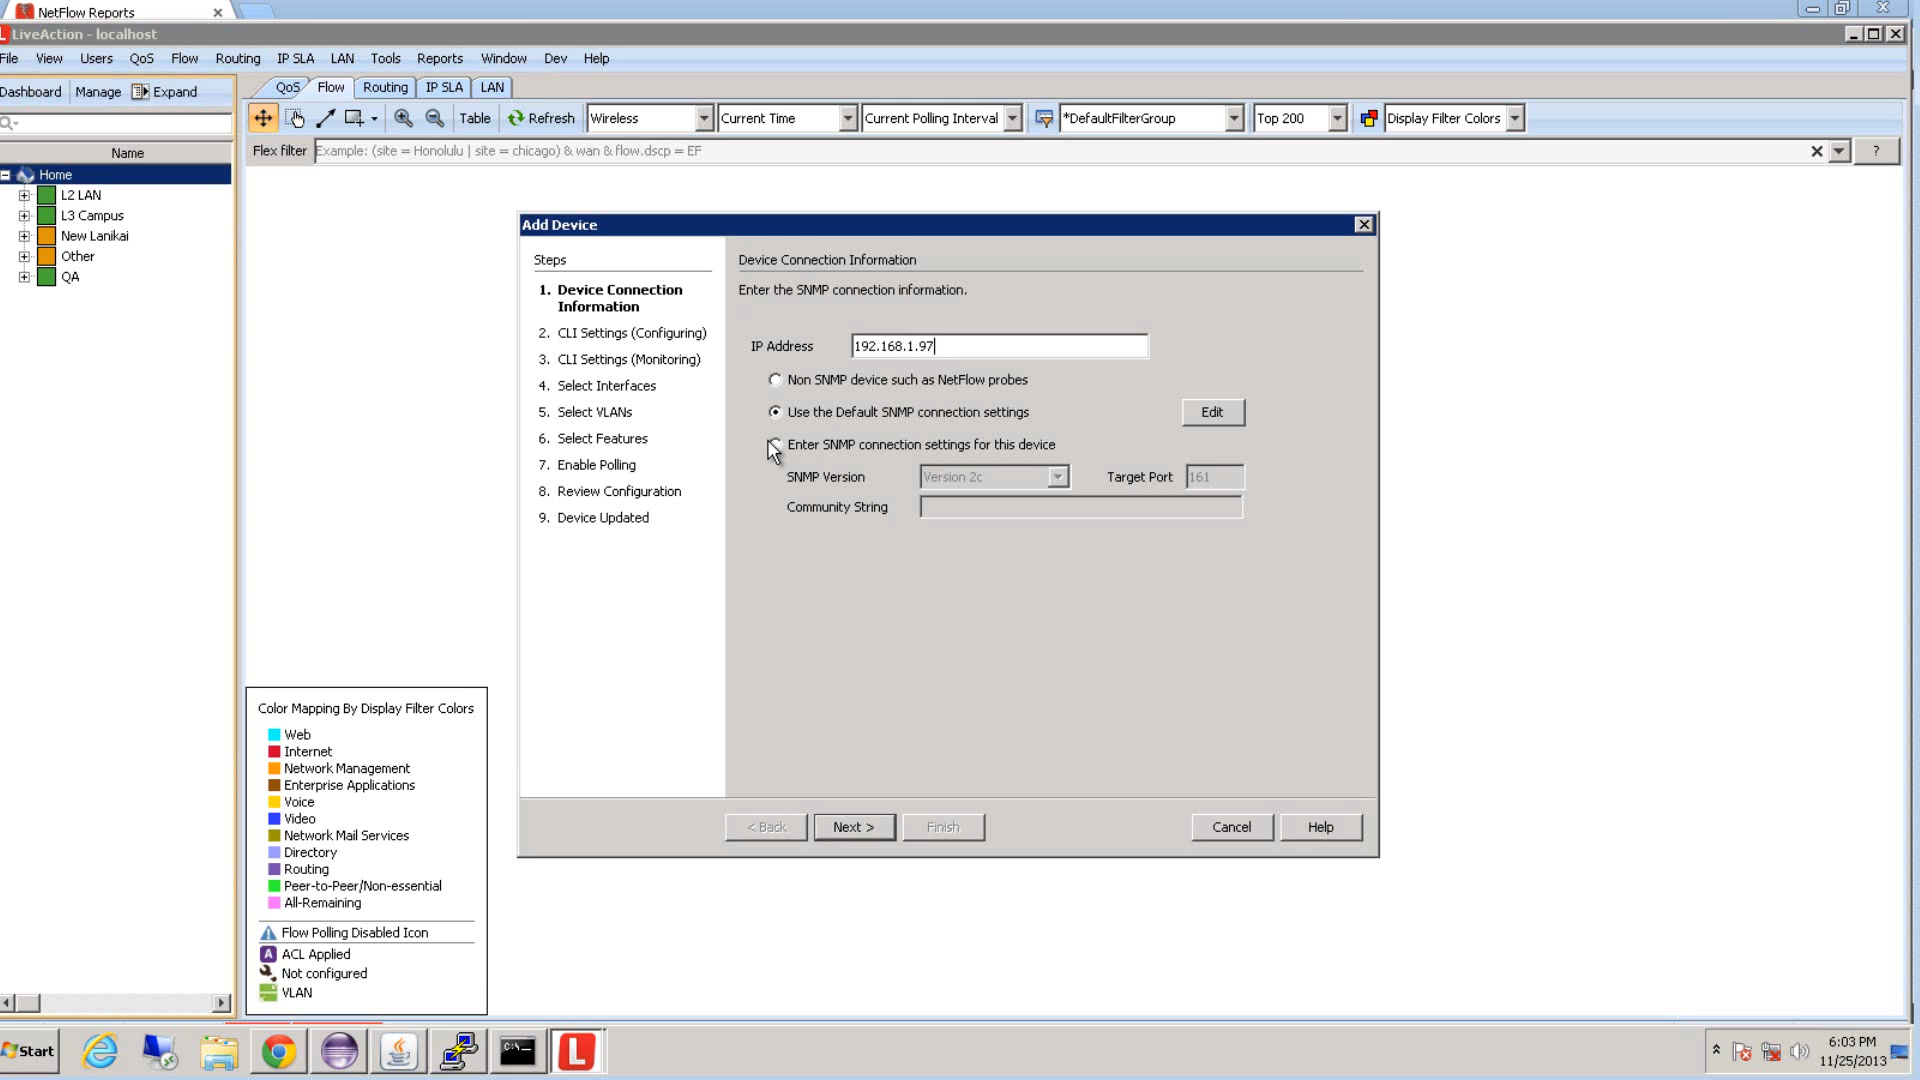 NetFlow Reports
LiveAction - localhost
File View Users QoS Flow Routing IP SLA LAN Tools Reports Window Dev Help
Dashboard Manage Expand
QoS Flow Routing IP SLA LAN
Table Refresh Wireless Current Time Current Polling Interval *DefaultFilterGroup Top 200 Display Filter Colors
Flex filter Example: (site = Honolulu | site = chicago) & wan & flow.dscp = EF ?
Name
Home
L2 LAN
L3 Campus
New Lanikai
Other
QA
Add Device
Steps
1. Device Connection
Information
2. CLI Settings (Configuring)
3. CLI Settings (Monitoring)
4. Select Interfaces
5. Select VLANs
6. Select Features
7. Enable Polling
8. Review Configuration
9. Device Updated
Device Connection Information
Enter the SNMP connection information.
IP Address 192.168.1.97
Non SNMP device such as NetFlow probes
Use the Default SNMP connection settings Edit
Enter SNMP connection settings for this device
SNMP Version Version 2c Target Port 161
Community String
< Back Next > Finish Cancel Help
Color Mapping By Display Filter Colors
Web
Internet
Network Management
Enterprise Applications
Voice
Video
Network Mail Services
Directory
Routing
Peer-to-Peer/Non-essential
All-Remaining
Flow Polling Disabled Icon
A ACL Applied
Not configured
VLAN
Start
C:\
L
6:03 PM
11/25/2013